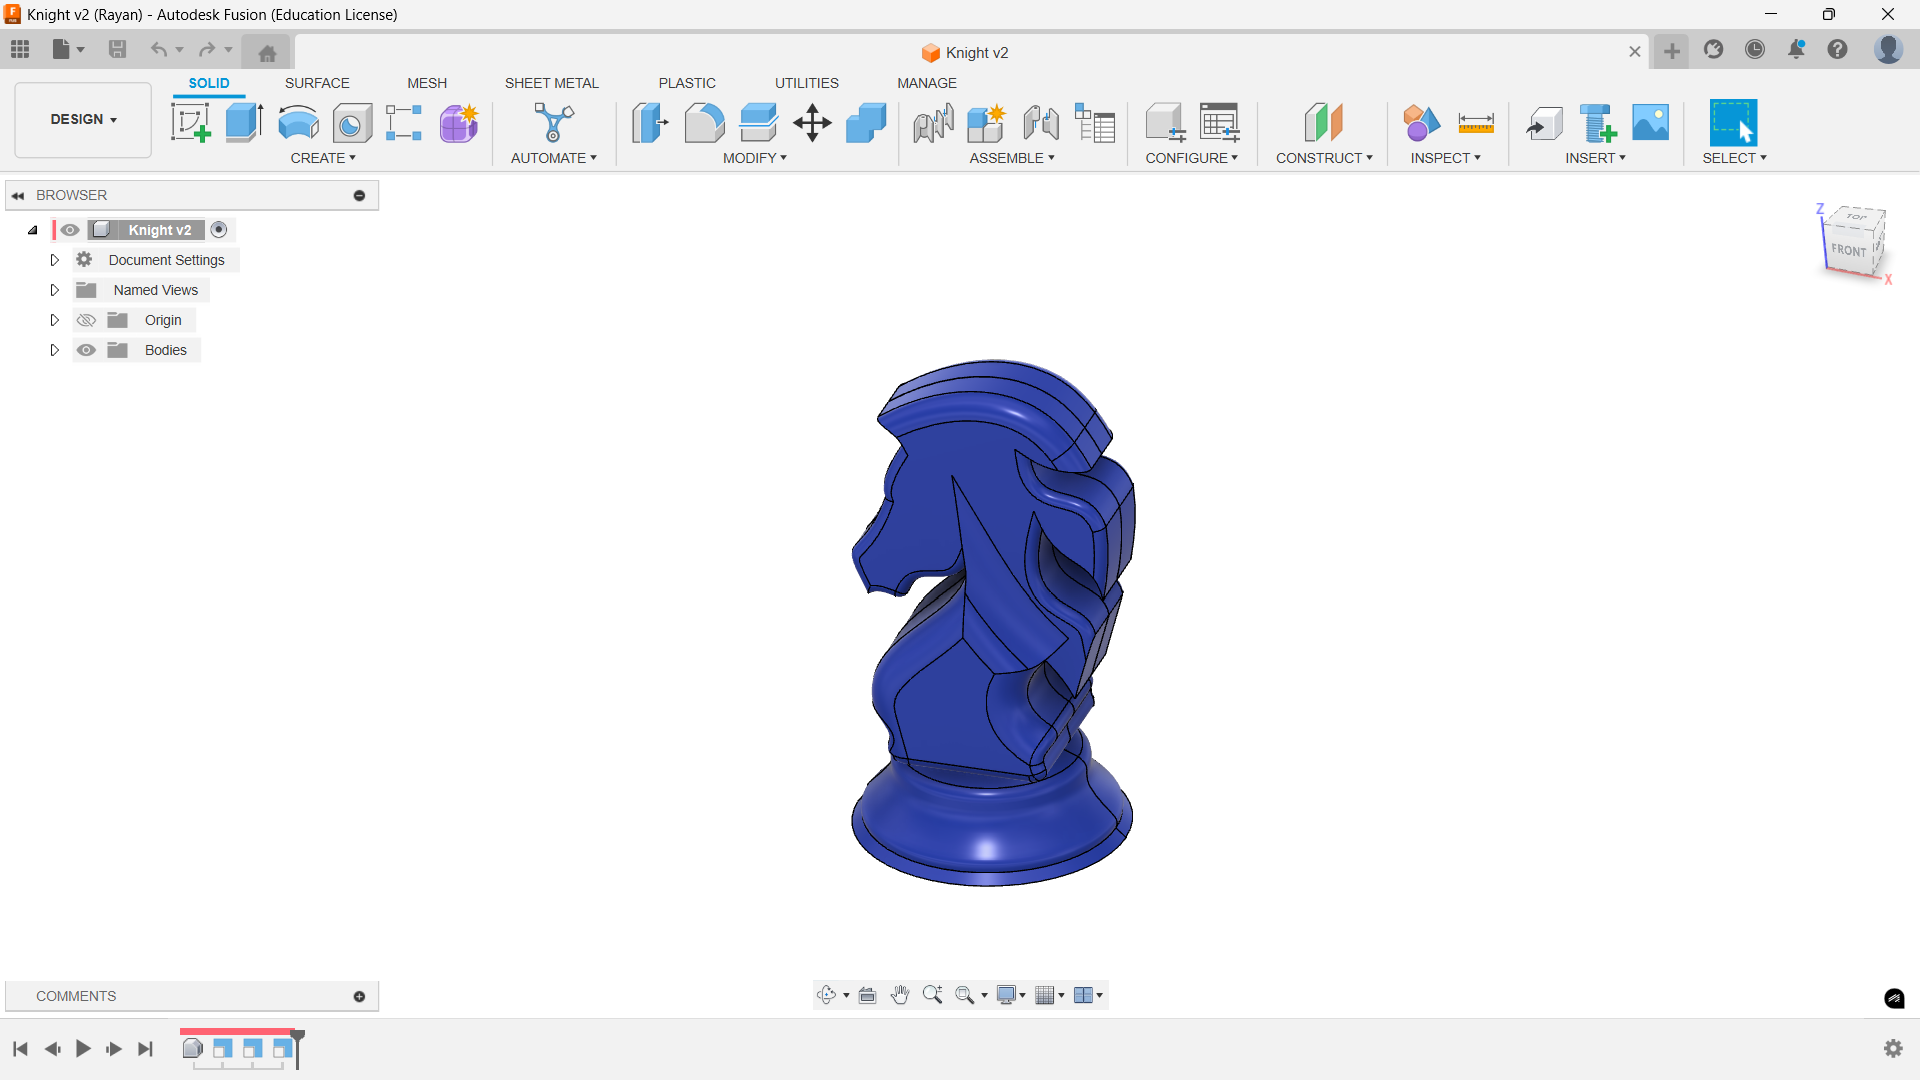 Knight v2 (Rayan) - Autodesk Fusion (Education License)
Knight v2
SOLID SURFACE MESH SHEET METAL PLASTIC UTILITIES MANAGE
DESIGN
CREATE AUTOMATE MODIFY ASSEMBLE CONFIGURE CONSTRUCT INSPECT INSERT SELECT
BROWSER
Knight v2
Document Settings
Named Views
Origin
Bodies
Z
TOP
FRONT
X
COMMENTS